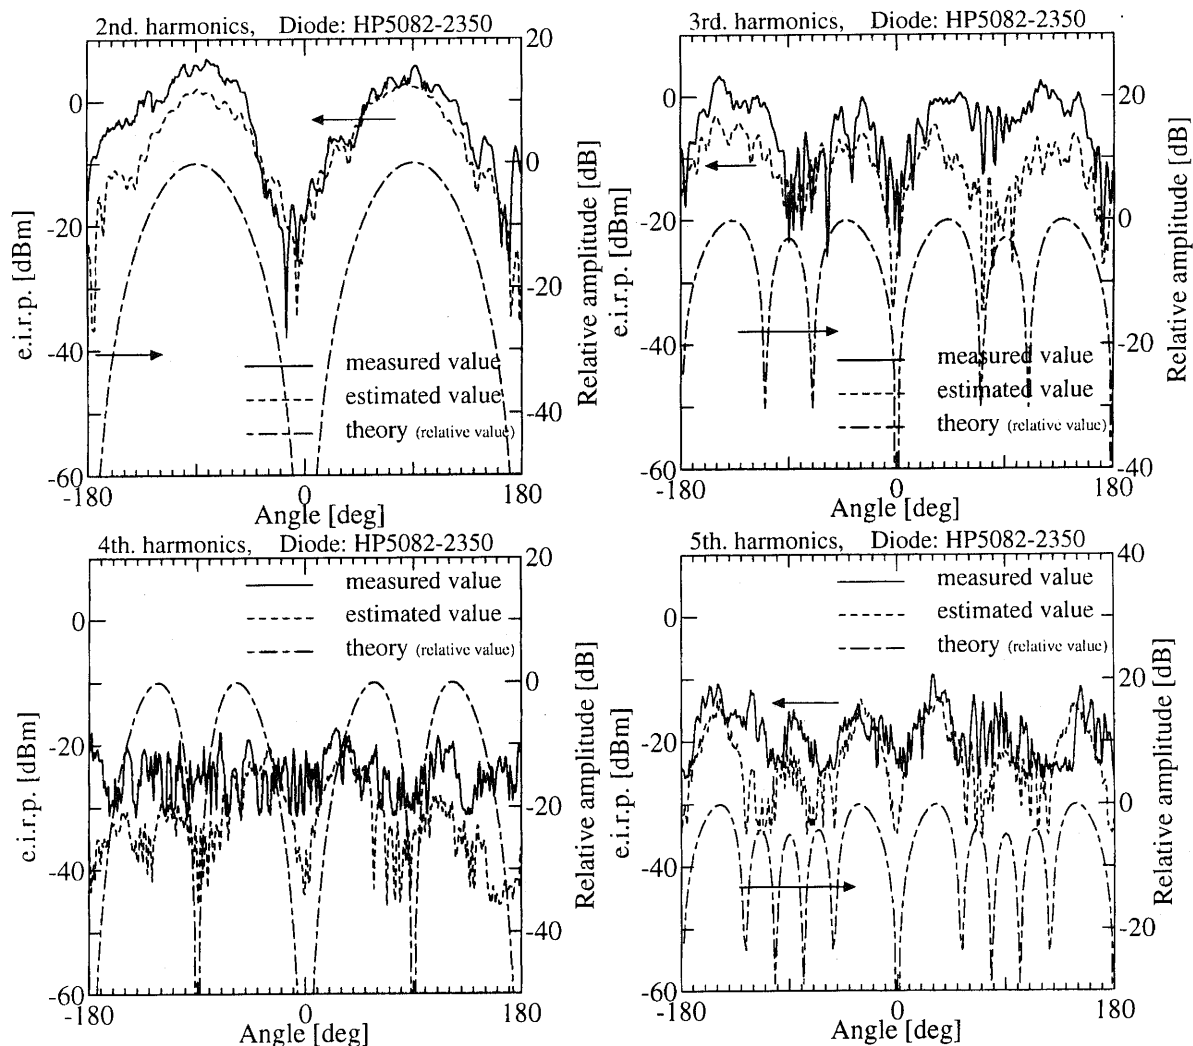 2nd. harmonics, Diode: HP5082-2350
20
0
0
-20
-20
-40
-40
-60
-180
0
180
e.i.r.p. [dBm]
Relative amplitude [dB]
measured value
estimated value
theory (relative value)
Angle [deg]
3rd. harmonics, Diode: HP5082-2350
0
20
-20
0
-40
-20
-60
-40
-180
0
180
e.i.r.p. [dBm]
Relative amplitude [dB]
measured value
estimated value
theory (relative value)
Angle [deg]
4th. harmonics, Diode: HP5082-2350
20
0
0
-20
-20
-40
-40
-60
-180
0
180
e.i.r.p. [dBm]
Relative amplitude [dB]
measured value
estimated value
theory (relative value)
Angle [deg]
5th. harmonics, Diode: HP5082-2350
40
0
20
-20
0
-40
-20
-60
-180
0
180
e.i.r.p. [dBm]
Relative amplitude [dB]
measured value
estimated value
theory (relative value)
Angle [deg]